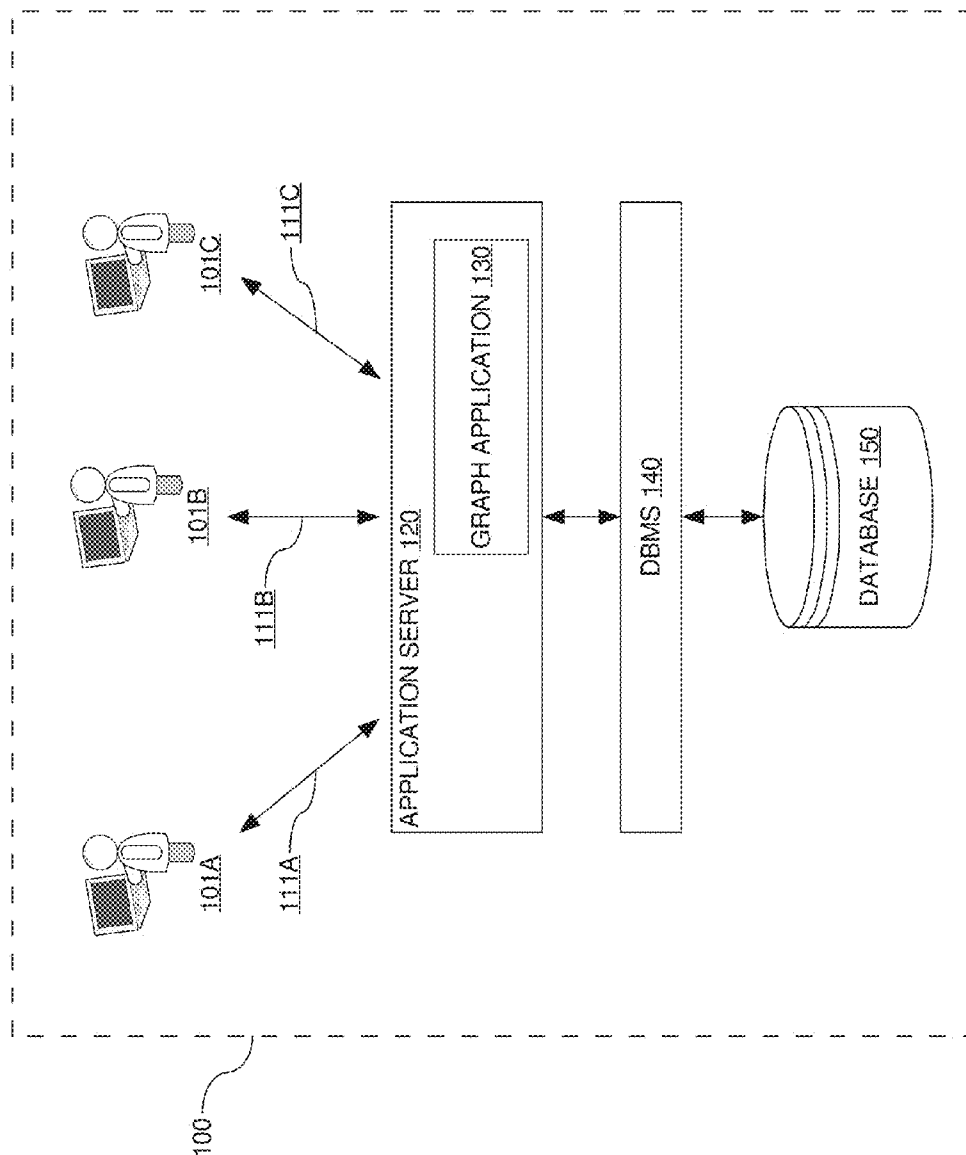 100
101A
101B
101C
111A
111B
111C
APPLICATION SERVER 120
GRAPH APPLICATION 130
DBMS 140
DATABASE 150